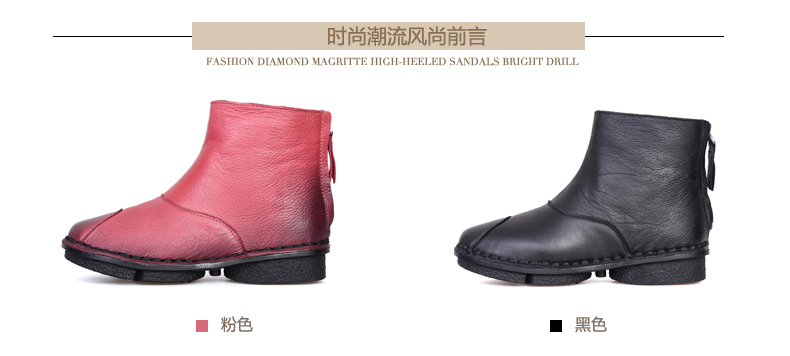 时尚潮流风尚前言
FASHION DIAMOND MAGRITTE HIGH-HEELED SANDALS BRIGHT DRILL
粉色
黑色